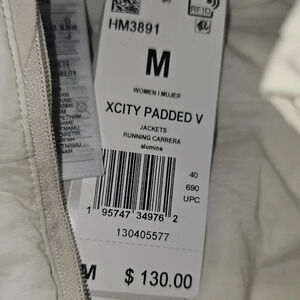 RFID
HM3891
M
WOMEN / MUJER
XCITY PADDED V
JACKETS
RUNNING CARRERA
alumina
40
690
UPC
1 95747 34976 2
130405577
M $ 130.00